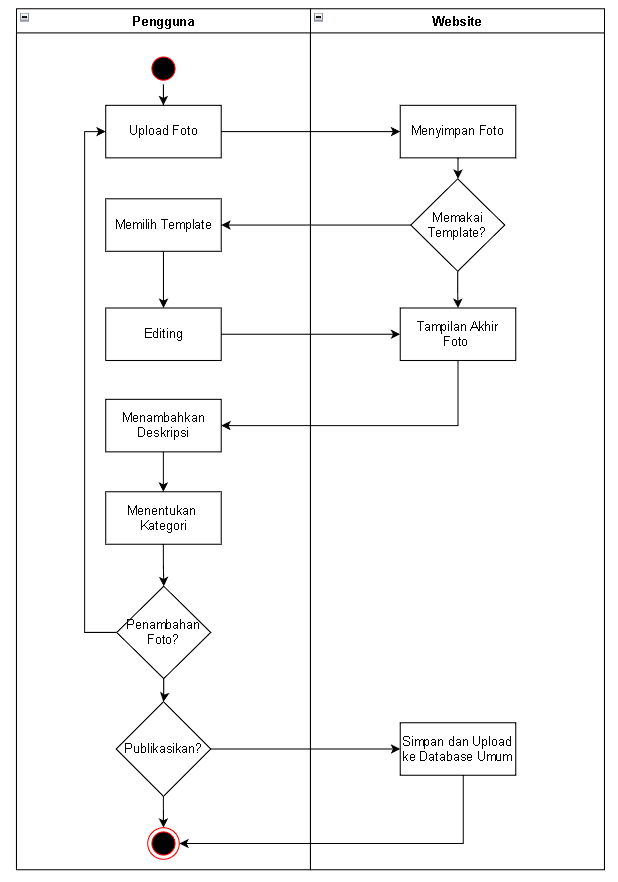 Pengguna
Website
Upload Foto
Menyimpan Foto
Memakai
Template?
Memilih Template
Editing
Tampilan Akhir
Foto
Menambahkan
Deskripsi
Menentukan
Kategori
Penambahan
Foto?
Publikasikan?
Simpan dan Upload
ke Database Umum